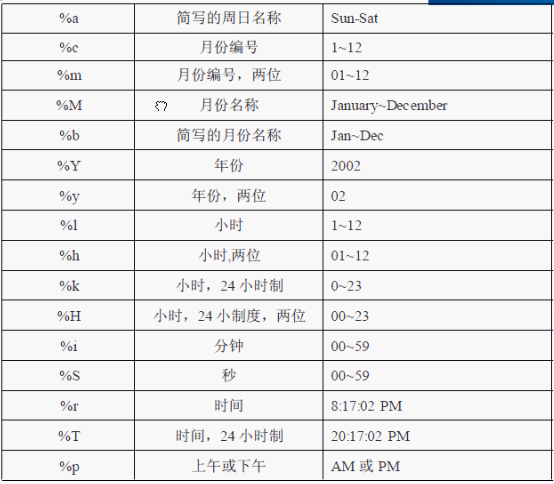 %a 简写的周日名称 Sun-Sat
%c 月份编号 1~12
%m 月份编号，两位 01~12
%M 月份名称 January~December
%b 简写的月份名称 Jan~Dec
%Y 年份 2002
%y 年份，两位 02
%l 小时 1~12
%h 小时,两位 01~12
%k 小时，24 小时制 0~23
%H 小时，24 小制度，两位 00~23
%i 分钟 00~59
%S 秒 00~59
%r 时间 8:17:02 PM
%T 时间，24 小时制 20:17:02 PM
%p 上午或下午 AM 或 PM